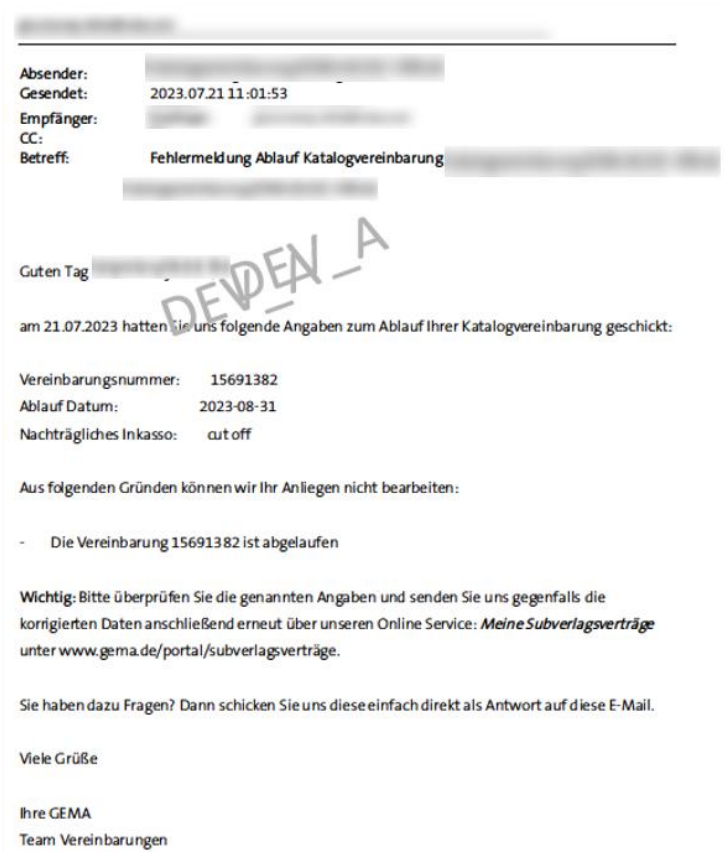 Absender:
Gesendet: 2023.07.21 11:01:53
Empfänger:
CC:
Betreff: Fehlermeldung Ablauf Katalogvereinbarung
DEV_A
Guten Tag
am 21.07.2023 hatten Sie uns folgende Angaben zum Ablauf Ihrer Katalogvereinbarung geschickt:
Vereinbarungsnummer: 15691382
Ablauf Datum: 2023-08-31
Nachträgliches Inkasso: cut off
Aus folgenden Gründen können wir Ihr Anliegen nicht bearbeiten:
- Die Vereinbarung 15691382 ist abgelaufen
Wichtig: Bitte überprüfen Sie die genannten Angaben und senden Sie uns gegenfalls die
korrigierten Daten anschließend erneut über unseren Online Service: Meine Subverlagsverträge
unter www.gema.de/portal/subverlagsverträge.
Sie haben dazu Fragen? Dann schicken Sie uns diese einfach direkt als Antwort auf diese E-Mail.
Viele Grüße
Ihre GEMA
Team Vereinbarungen